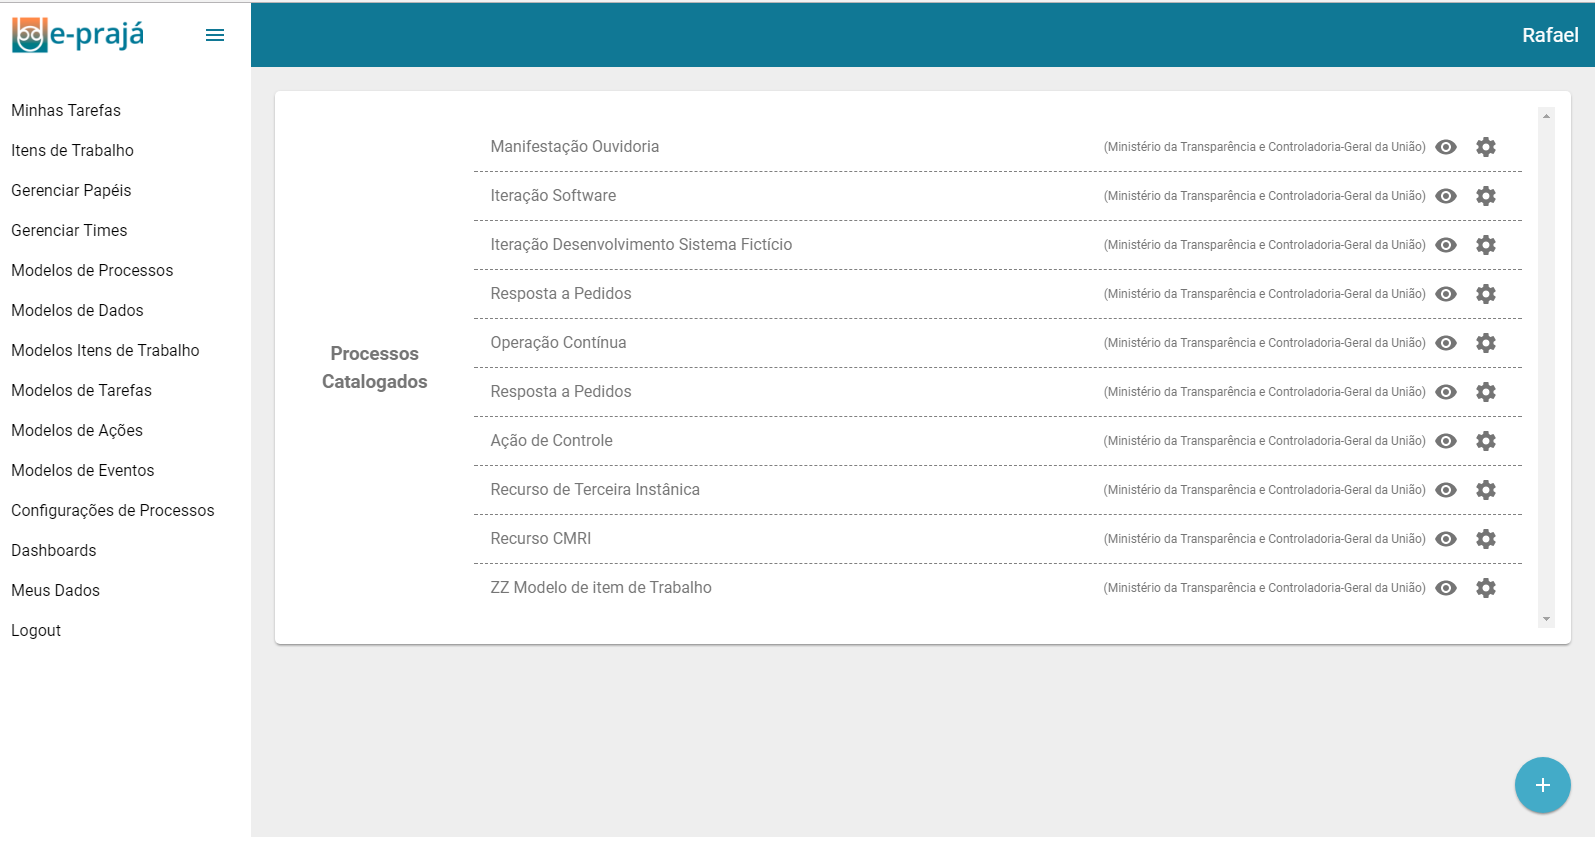 e-prajá
Rafael
Minhas Tarefas
Itens de Trabalho
Gerenciar Papéis
Gerenciar Times
Modelos de Processos
Modelos de Dados
Modelos Itens de Trabalho
Modelos de Tarefas
Modelos de Ações
Modelos de Eventos
Configurações de Processos
Dashboards
Meus Dados
Logout
Processos
Catalogados
Manifestação Ouvidoria (Ministério da Transparência e Controladoria-Geral da União)
Iteração Software (Ministério da Transparência e Controladoria-Geral da União)
Iteração Desenvolvimento Sistema Fictício (Ministério da Transparência e Controladoria-Geral da União)
Resposta a Pedidos (Ministério da Transparência e Controladoria-Geral da União)
Operação Contínua (Ministério da Transparência e Controladoria-Geral da União)
Resposta a Pedidos (Ministério da Transparência e Controladoria-Geral da União)
Ação de Controle (Ministério da Transparência e Controladoria-Geral da União)
Recurso de Terceira Instânica (Ministério da Transparência e Controladoria-Geral da União)
Recurso CMRI (Ministério da Transparência e Controladoria-Geral da União)
ZZ Modelo de item de Trabalho (Ministério da Transparência e Controladoria-Geral da União)